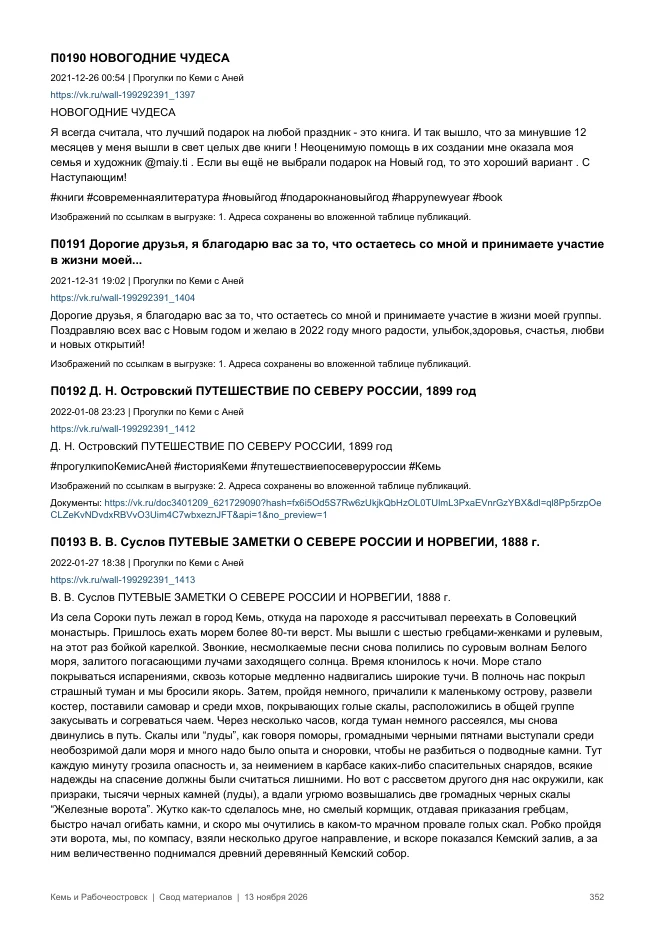 П0190 НОВОГОДНИЕ ЧУДЕСА
2021-12-26 00:54 | Прогулки по Кеми с Аней
https://vk.ru/wall-199292391_1397
НОВОГОДНИЕ ЧУДЕСА
Я всегда считала, что лучший подарок на любой праздник - это книга. И так вышло, что за минувшие 12
месяцев у меня вышли в свет целых две книги ! Неоценимую помощь в их создании мне оказала моя
семья и художник @maiy.ti . Если вы ещё не выбрали подарок на Новый год, то это хороший вариант . С
Наступающим!
#книги #современнаялитература #новыйгод #подарокнановыйгод #happynewyear #book
Изображений по ссылкам в выгрузке: 1. Адреса сохранены во вложенной таблице публикаций.
П0191 Дорогие друзья, я благодарю вас за то, что остаетесь со мной и принимаете участие
в жизни моей...
2021-12-31 19:02 | Прогулки по Кеми с Аней
https://vk.ru/wall-199292391_1404
Дорогие друзья, я благодарю вас за то, что остаетесь со мной и принимаете участие в жизни моей группы.
Поздравляю всех вас с Новым годом и желаю в 2022 году много радости, улыбок,здоровья, счастья, любви
и новых открытий!
Изображений по ссылкам в выгрузке: 1. Адреса сохранены во вложенной таблице публикаций.
П0192 Д. Н. Островский ПУТЕШЕСТВИЕ ПО СЕВЕРУ РОССИИ, 1899 год
2022-01-08 23:23 | Прогулки по Кеми с Аней
https://vk.ru/wall-199292391_1412
Д. Н. Островский ПУТЕШЕСТВИЕ ПО СЕВЕРУ РОССИИ, 1899 год
#прогулкипоКемисАней #историяКеми #путешествиепосеверуроссии #Кемь
Изображений по ссылкам в выгрузке: 2. Адреса сохранены во вложенной таблице публикаций.
Документы: https://vk.ru/doc3401209_621729090?hash=fx6i5Od5S7Rw6zUkjkQbHzOL0TUlmL3PxaEVnrGzYBX&dl=ql8Pp5rzpOe
CLZeKvNDvdxRBVvO3Uim4C7wbxeznJFT&api=1&no_preview=1
П0193 В. В. Суслов ПУТЕВЫЕ ЗАМЕТКИ О СЕВЕРЕ РОССИИ И НОРВЕГИИ, 1888 г.
2022-01-27 18:38 | Прогулки по Кеми с Аней
https://vk.ru/wall-199292391_1413
В. В. Суслов ПУТЕВЫЕ ЗАМЕТКИ О СЕВЕРЕ РОССИИ И НОРВЕГИИ, 1888 г.
Из села Сороки путь лежал в город Кемь, откуда на пароходе я рассчитывал переехать в Соловецкий
монастырь. Пришлось ехать морем более 80-ти верст. Мы вышли с шестью гребцами-женками и рулевым,
на этот раз бойкой карелкой. Звонкие, несмолкаемые песни снова полились по суровым волнам Белого
моря, залитого погасающими лучами заходящего солнца. Время клонилось к ночи. Море стало
покрываться испарениями, сквозь которые медленно надвигались широкие тучи. В полночь нас покрыл
страшный туман и мы бросили якорь. Затем, пройдя немного, причалили к маленькому острову, развели
костер, поставили самовар и среди мхов, покрывающих голые скалы, расположились в общей группе
закусывать и согреваться чаем. Через несколько часов, когда туман немного рассеялся, мы снова
двинулись в путь. Скалы или “луды”, как говоря поморы, громадными черными пятнами выступали среди
необозримой дали моря и много надо было опыта и сноровки, чтобы не разбиться о подводные камни. Тут
каждую минуту грозила опасность и, за неимением в карбасе каких-либо спасительных снарядов, всякие
надежды на спасение должны были считаться лишними. Но вот с рассветом другого дня нас окружили, как
призраки, тысячи черных камней (луды), а вдали угрюмо возвышались две громадных черных скалы
“Железные ворота”. Жутко как-то сделалось мне, но смелый кормщик, отдавая приказания гребцам,
быстро начал огибать камни, и скоро мы очутились в каком-то мрачном провале голых скал. Робко пройдя
эти ворота, мы, по компасу, взяли несколько другое направление, и вскоре показался Кемский залив, а за
ним величественно поднимался древний деревянный Кемский собор.
Кемь и Рабочеостровск | Свод материалов | 13 ноября 2026
352